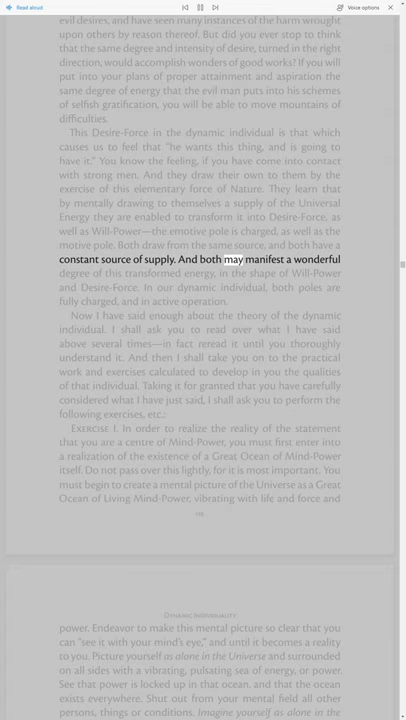 Read aloud
Voice options
evil desires, and have seen many instances of the harm wrought
upon others by reason thereof. But did you ever stop to think
that the same degree and intensity of desire, turned in the right
direction, would accomplish wonders of good works? If you will
put into your plans of proper attainment and aspiration the
same degree of energy that the evil man puts into his schemes
of selfish gratification, you will be able to move mountains of
difficulties.
This Desire-Force in the dynamic individual is that which
causes us to feel that "he wants this thing, and is going to
have it." You know the feeling, if you have come into contact
with strong men. And they draw their own to them by the
exercise of this elementary force of Nature. They learn that
by mentally drawing to themselves a supply of the Universal
Energy they are enabled to transform it into Desire-Force, as
well as Will-Power—the emotive pole is charged, as well as the
motive pole. Both draw from the same source, and both have a
constant source of supply. And both may manifest a wonderful
degree of this transformed energy, in the shape of Will-Power
and Desire-Force. In our dynamic individual, both poles are
fully charged, and in active operation.
Now I have said enough about the theory of the dynamic
individual. I shall ask you to read over what I have said
above several times—in fact reread it until you thoroughly
understand it. And then I shall take you on to the practical
work and exercises calculated to develop in you the qualities
of that individual. Taking it for granted that you have carefully
considered what I have just said, I shall ask you to perform the
following exercises, etc.:
Exercise I. In order to realize the reality of the statement
that you are a centre of Mind-Power, you must first enter into
a realization of the existence of a Great Ocean of Mind-Power
itself. Do not pass over this lightly, for it is most important. You
must begin to create a mental picture of the Universe as a Great
Ocean of Living Mind-Power, vibrating with life and force and
Dynamic Individuality
power. Endeavor to make this mental picture so clear that you
can "see it with your mind's eye," and until it becomes a reality
to you. Picture yourself as alone in the Universe and surrounded
on all sides with a vibrating, pulsating sea of energy, or power.
See that power is locked up in that ocean, and that the ocean
exists everywhere. Shut out from your mental field all other
persons, things or conditions. Imagine yourself as alone in the